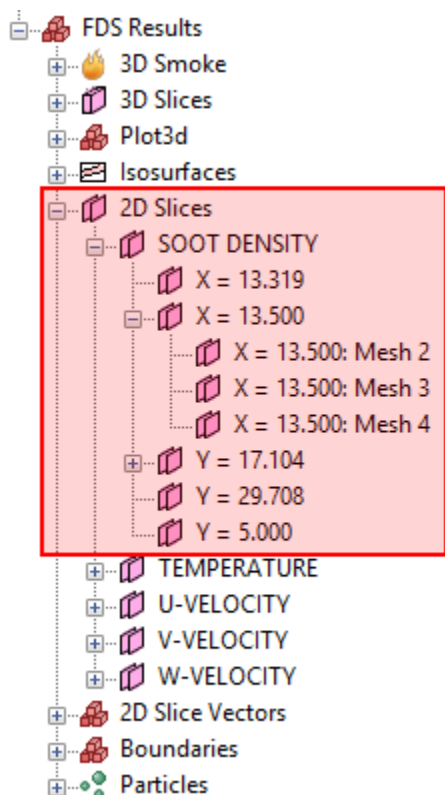 FDS Results
3D Smoke
3D Slices
Plot3d
Isosurfaces
2D Slices
SOOT DENSITY
X = 13.319
X = 13.500
X = 13.500: Mesh 2
X = 13.500: Mesh 3
X = 13.500: Mesh 4
Y = 17.104
Y = 29.708
Y = 5.000
TEMPERATURE
U-VELOCITY
V-VELOCITY
W-VELOCITY
2D Slice Vectors
Boundaries
Particles